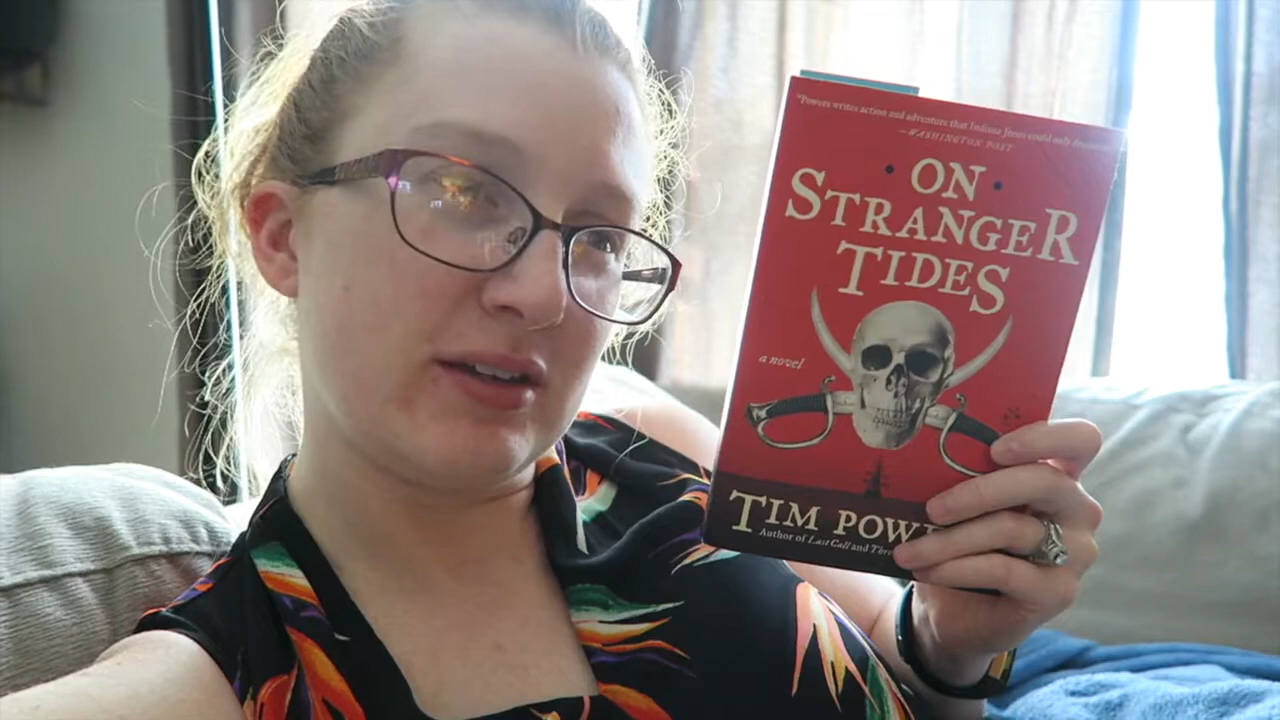 "Powers writes action and adventure that Indiana Jones could only dream
—WASHINGTON POST
• ON •
STRANGER
TIDES
a novel
TIM POW
Author of Last Call and Thre